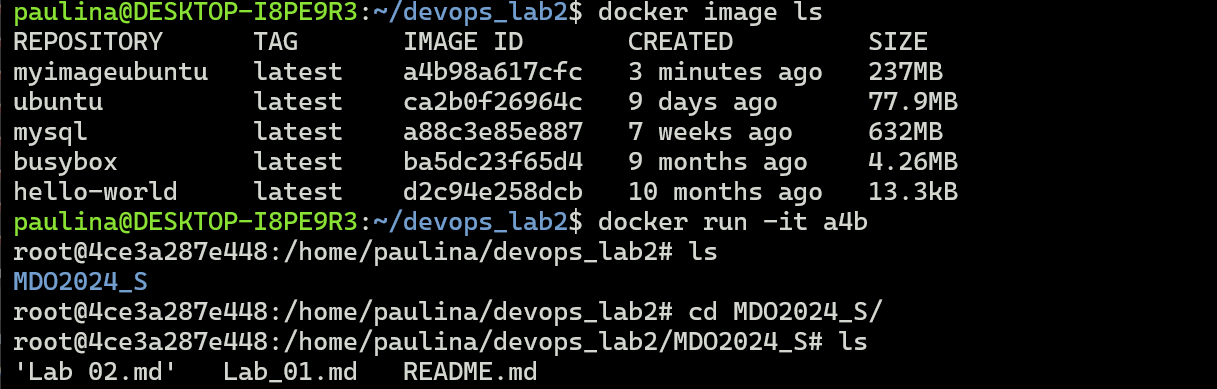 paulina@DESKTOP-I8PE9R3:~/devops_lab2$ docker image ls
REPOSITORY      TAG       IMAGE ID       CREATED         SIZE
myimageubuntu   latest    a4b98a617cfc   3 minutes ago   237MB
ubuntu          latest    ca2b0f26964c   9 days ago      77.9MB
mysql           latest    a88c3e85e887   7 weeks ago     632MB
busybox         latest    ba5dc23f65d4   9 months ago    4.26MB
hello-world     latest    d2c94e258dcb   10 months ago   13.3kB
paulina@DESKTOP-I8PE9R3:~/devops_lab2$ docker run -it a4b
root@4ce3a287e448:/home/paulina/devops_lab2# ls
MDO2024_S
root@4ce3a287e448:/home/paulina/devops_lab2# cd MDO2024_S/
root@4ce3a287e448:/home/paulina/devops_lab2/MDO2024_S# ls
'Lab 02.md'   Lab_01.md   README.md